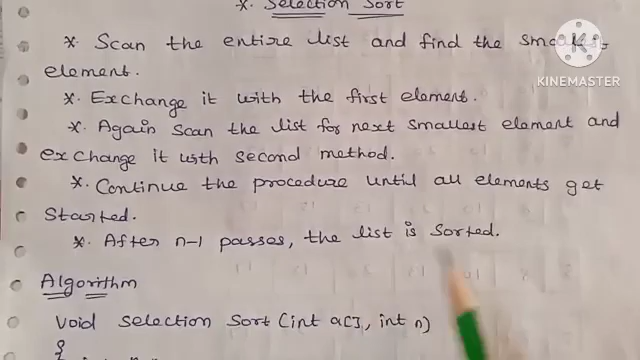 * Selection Sort
* Scan the entire list and find the
element.
* Exchange it with the first element.
* Again scan the list for next smallest element and
exchange it with second method.
* Continue the procedure until all elements get
Started.
* After n-1 passes, the list is sorted.
Algorithm
Void Selection Sort (int a[], int n)
{
K
KINEMASTER